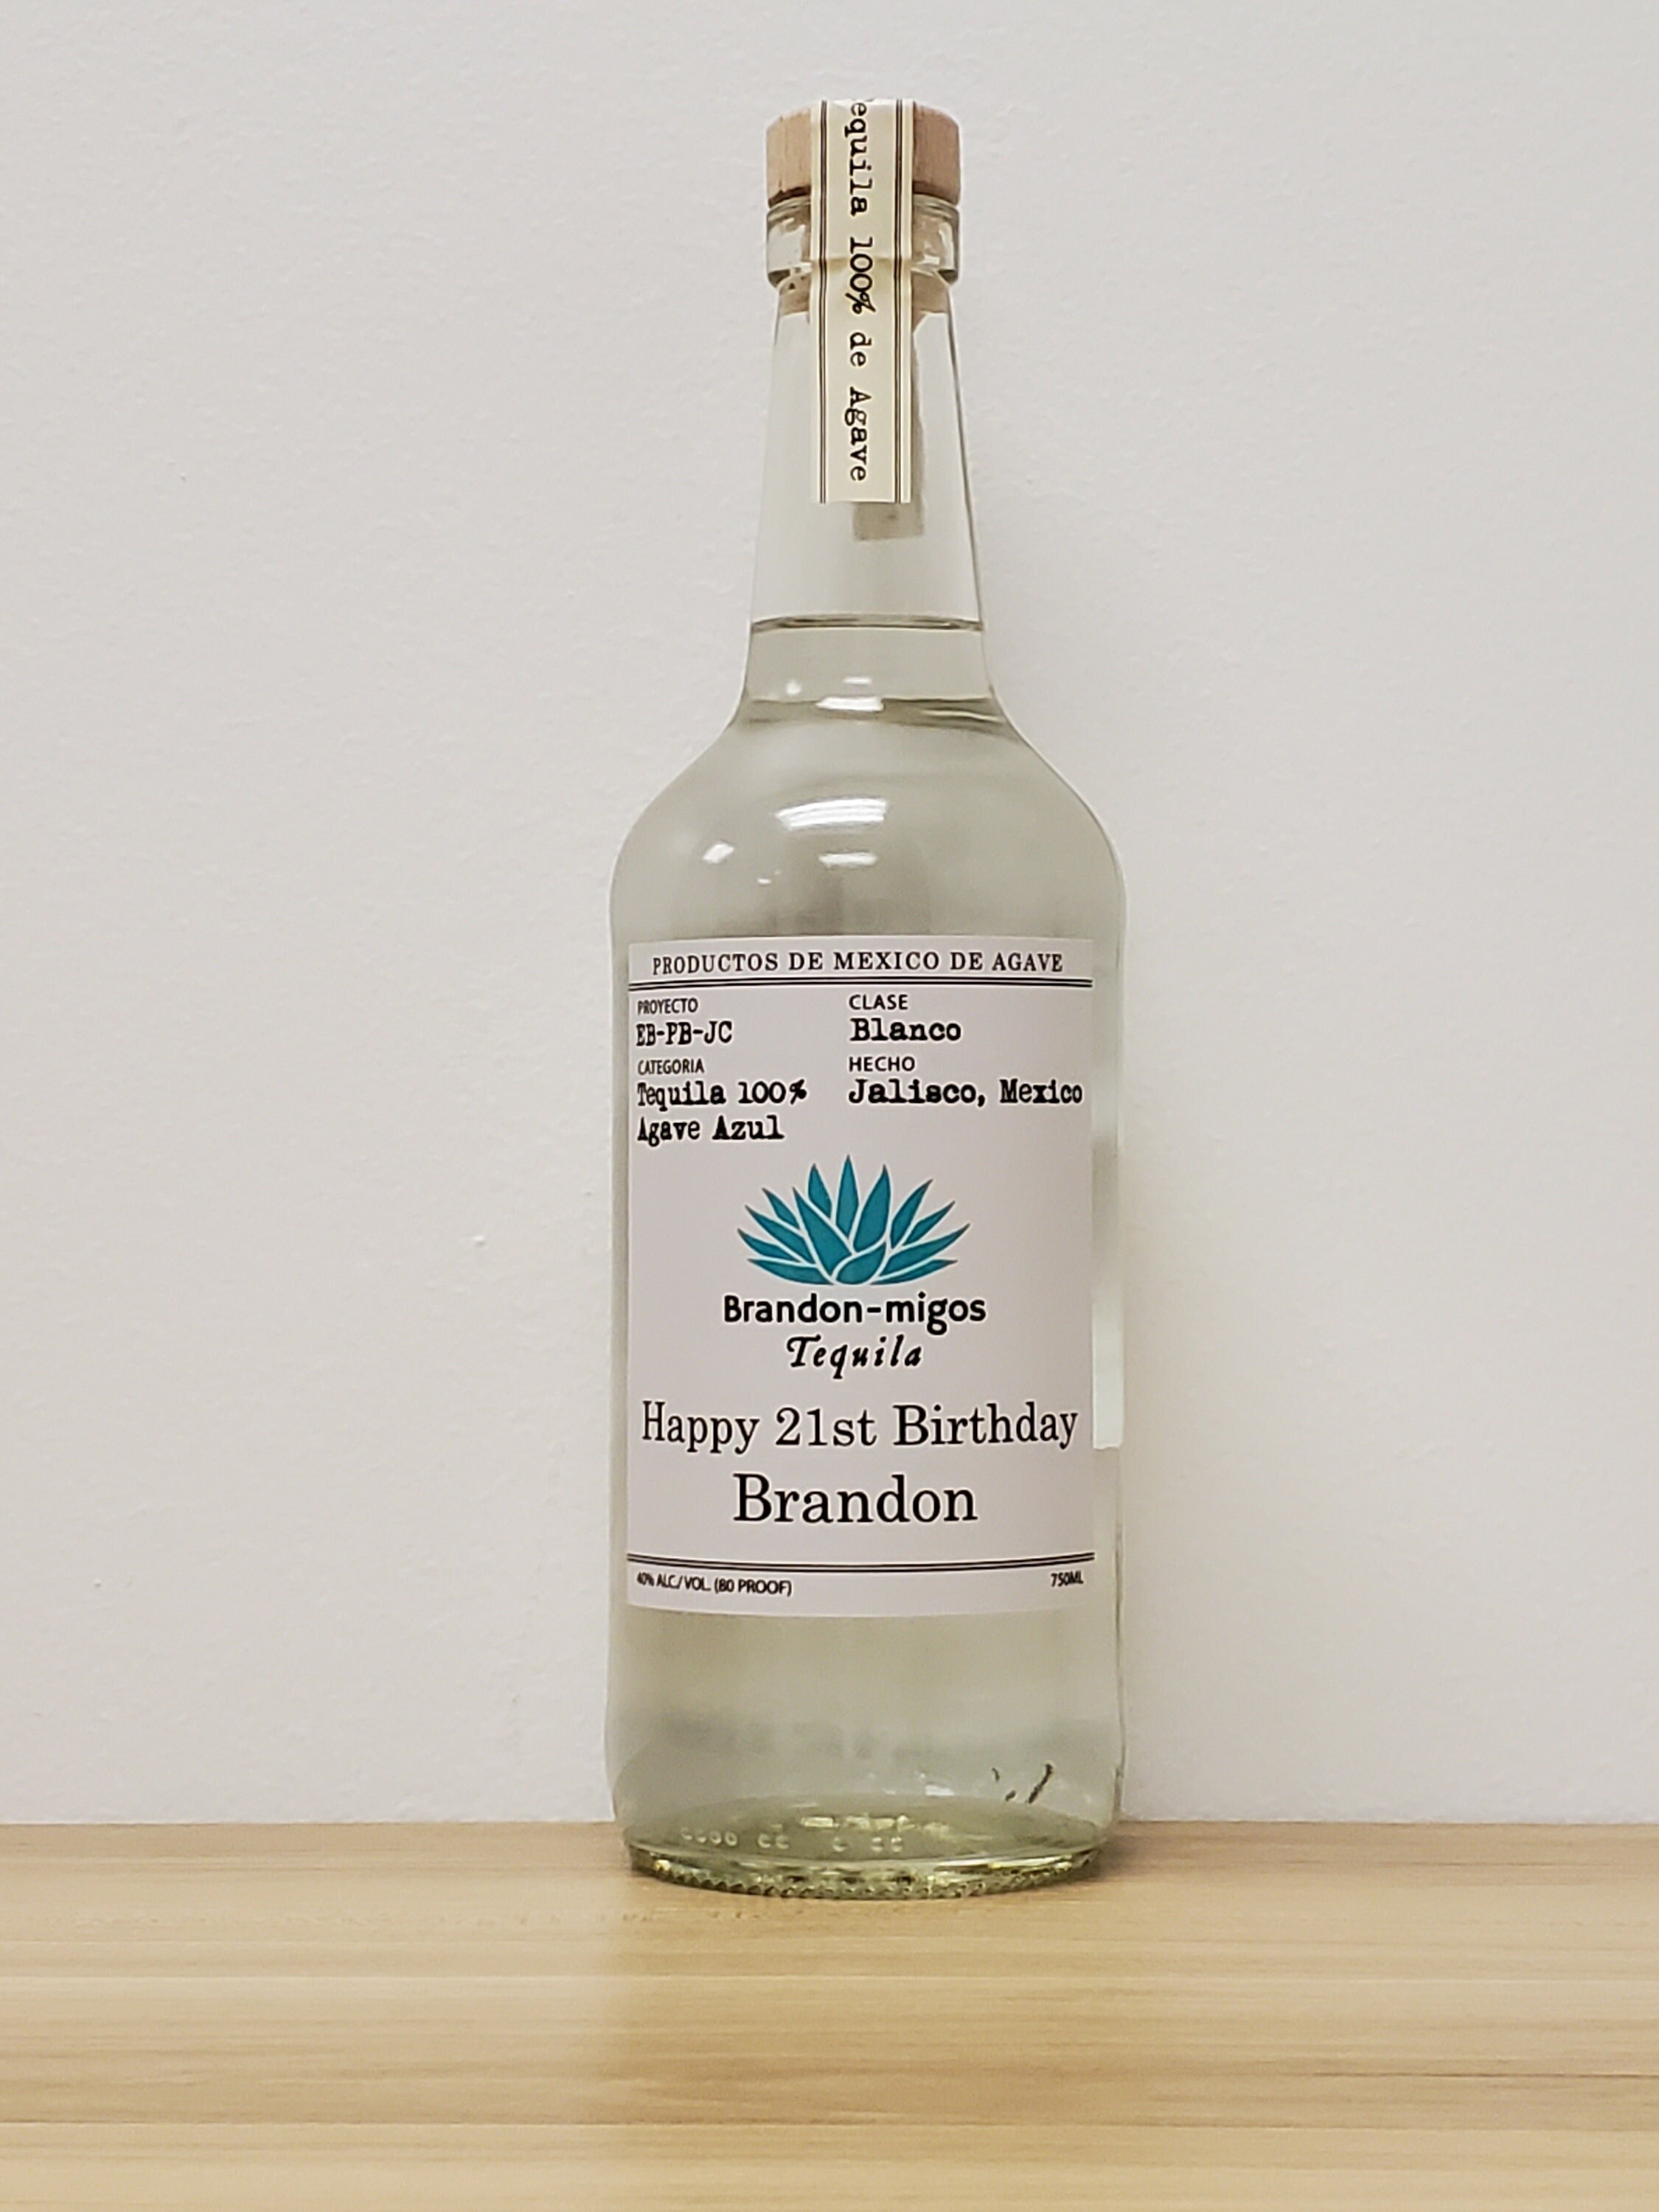 equila 100% de Agave
PRODUCTOS DE MEXICO DE AGAVE
PROYECTO
EB-PB-JC
CLASE
Blanco
CATEGORIA
Tequila 100%
Agave Azul
HECHO
Jalisco, Mexico
Brandon-migos
Tequila
Happy 21st Birthday
Brandon
40% ALC/VOL. (80 PROOF)
750ML